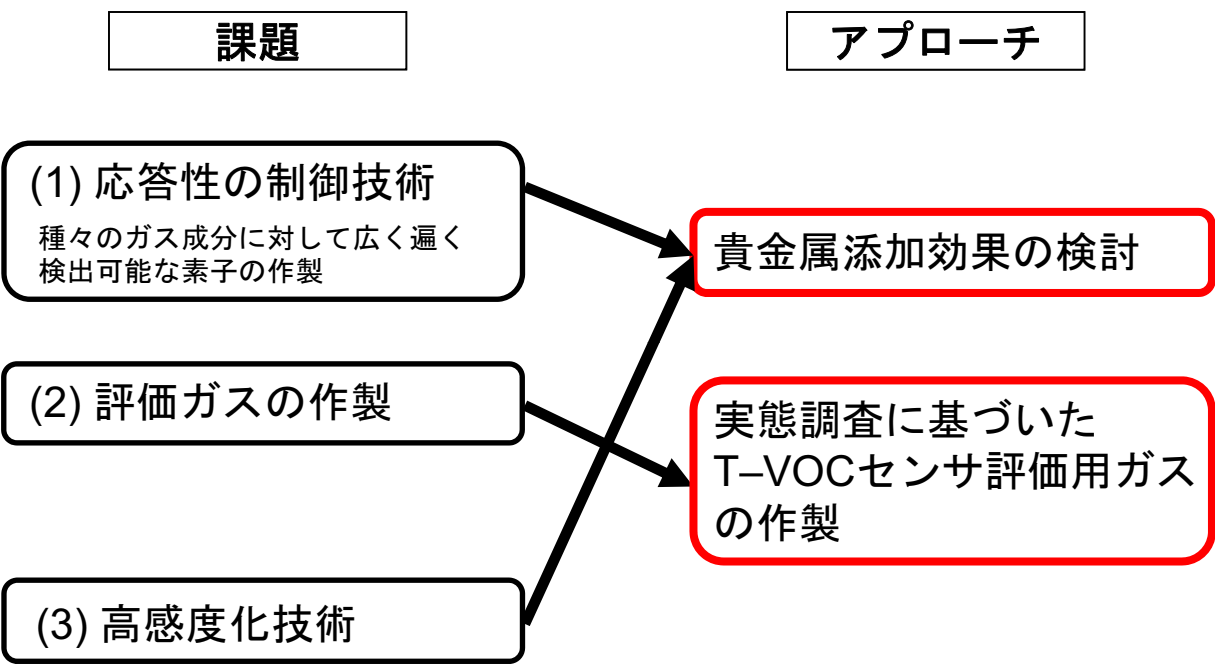 課題
アプローチ
(1) 応答性の制御技術
種々のガス成分に対して広く遍く
検出可能な素子の作製
貴金属添加効果の検討
(2) 評価ガスの作製
実態調査に基づいた
T–VOCセンサ評価用ガス
の作製
(3) 高感度化技術